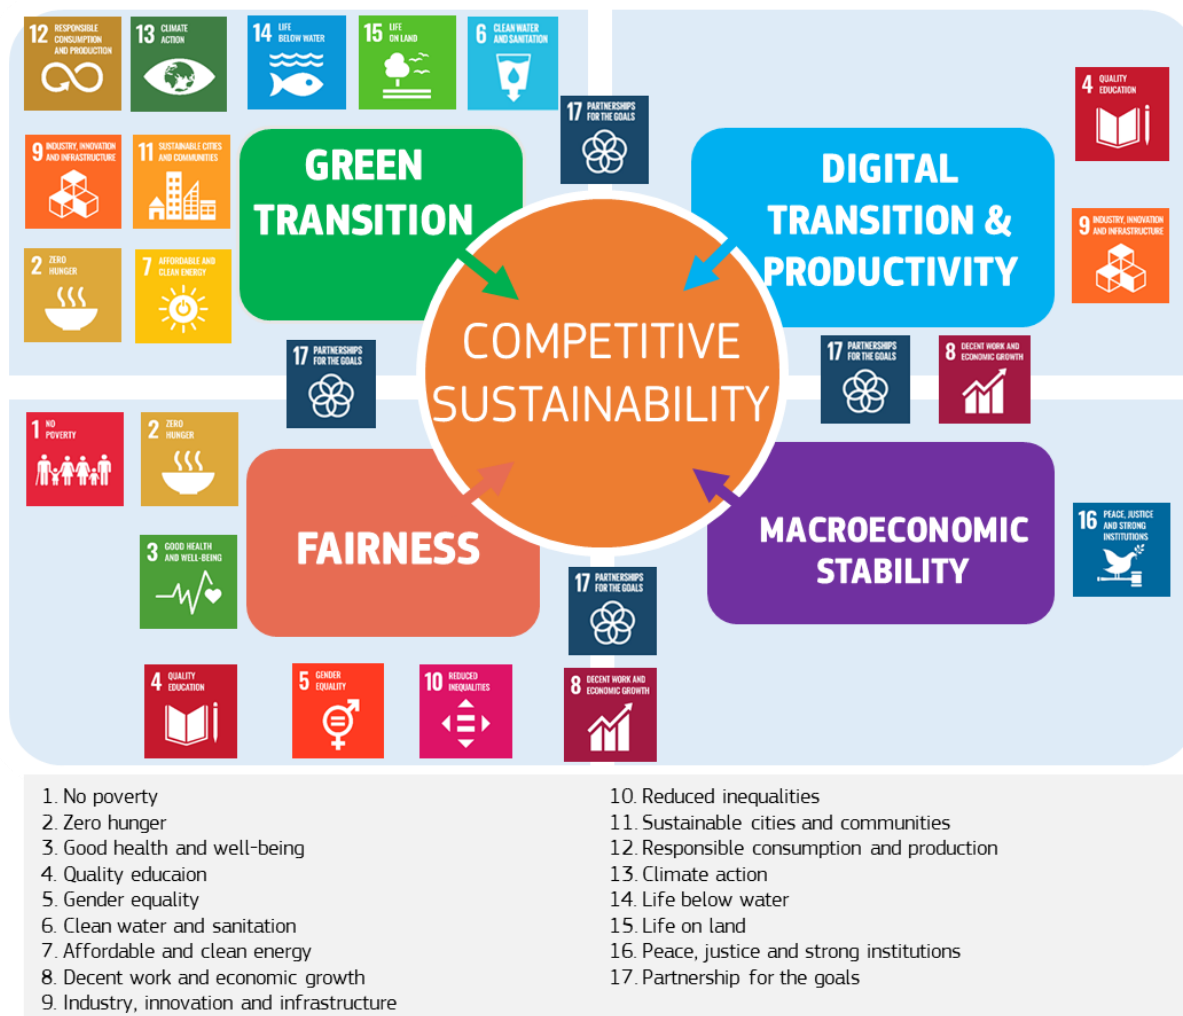 12 RESPONSIBLE
CONSUMPTION
AND PRODUCTION
13 CLIMATE
ACTION
14 LIFE
BELOW WATER
15 LIFE
ON LAND
6 CLEAN WATER
AND SANITATION
17 PARTNERSHIPS
FOR THE GOALS
4 QUALITY
EDUCATION
9 INDUSTRY, INNOVATION
AND INFRASTRUCTURE
11 SUSTAINABLE CITIES
AND COMMUNITIES
GREEN
TRANSITION
DIGITAL
TRANSITION &
PRODUCTIVITY
9 INDUSTRY, INNOVATION
AND INFRASTRUCTURE
2 ZERO
HUNGER
7 AFFORDABLE AND
CLEAN ENERGY
COMPETITIVE
SUSTAINABILITY
17 PARTNERSHIPS
FOR THE GOALS
17 PARTNERSHIPS
FOR THE GOALS
8 DECENT WORK AND
ECONOMIC GROWTH
1 NO
POVERTY
2 ZERO
HUNGER
3 GOOD HEALTH
AND WELL-BEING
FAIRNESS
MACROECONOMIC
STABILITY
16 PEACE, JUSTICE
AND STRONG
INSTITUTIONS
17 PARTNERSHIPS
FOR THE GOALS
4 QUALITY
EDUCATION
5 GENDER
EQUALITY
10 REDUCED
INEQUALITIES
8 DECENT WORK AND
ECONOMIC GROWTH
1. No poverty
2. Zero hunger
3. Good health and well-being
4. Quality educaion
5. Gender equality
6. Clean water and sanitation
7. Affordable and clean energy
8. Decent work and economic growth
9. Industry, innovation and infrastructure
10. Reduced inequalities
11. Sustainable cities and communities
12. Responsible consumption and production
13. Climate action
14. Life below water
15. Life on land
16. Peace, justice and strong institutions
17. Partnership for the goals